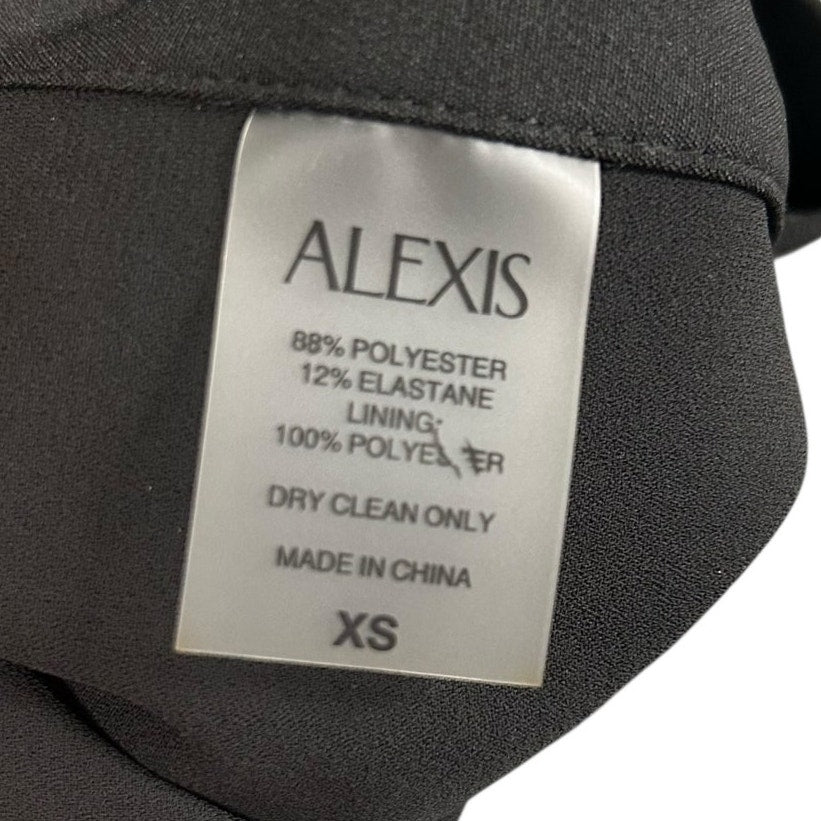 ALEXIS
88% POLYESTER
12% ELASTANE
LINING:
100% POLYESTER
DRY CLEAN ONLY
MADE IN CHINA
XS